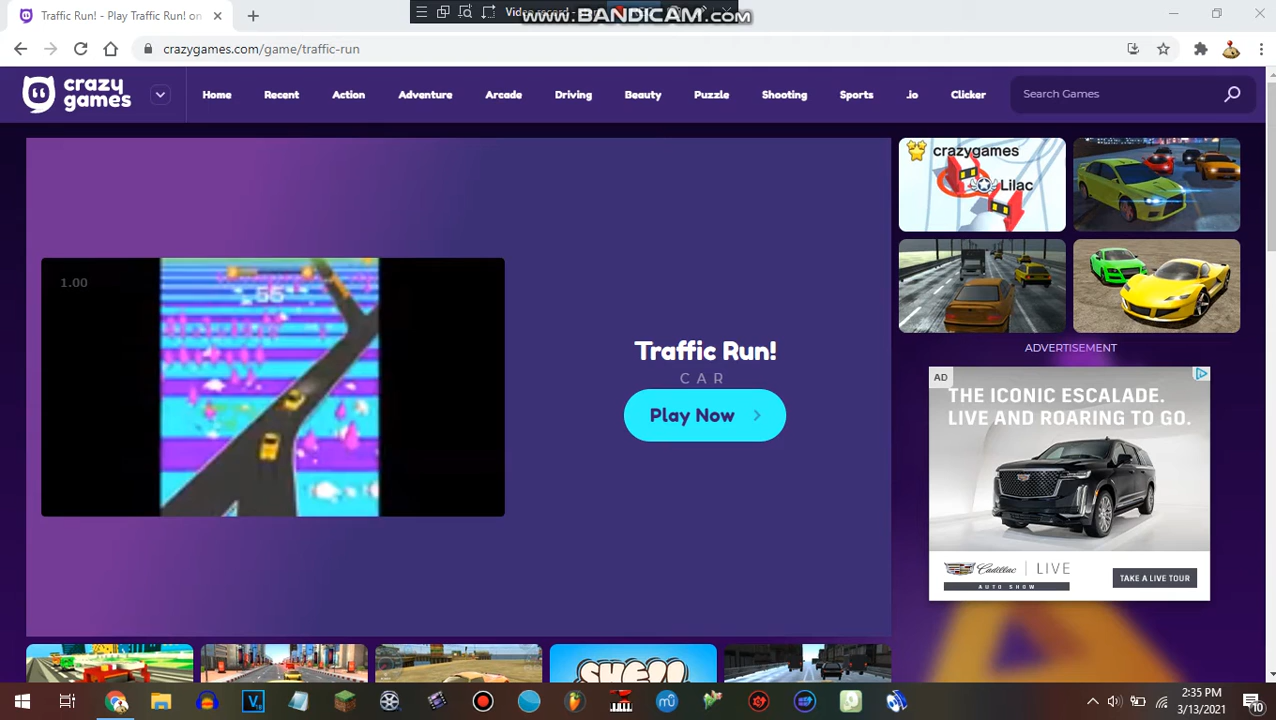 Traffic Run! - Play Traffic Run! on
www.BANDICAM.com
crazygames.com/game/traffic-run
crazy
games
Home
Recent
Action
Adventure
Arcade
Driving
Beauty
Puzzle
Shooting
Sports
.io
Clicker
Search Games
crazygames
Lilac
1.00
56
Traffic Run!
CAR
Play Now
ADVERTISEMENT
AD
THE ICONIC ESCALADE.
LIVE AND ROARING TO GO.
Cadillac | LIVE
AUTO SHOW
TAKE A LIVE TOUR
2:35 PM
3/13/2021
10